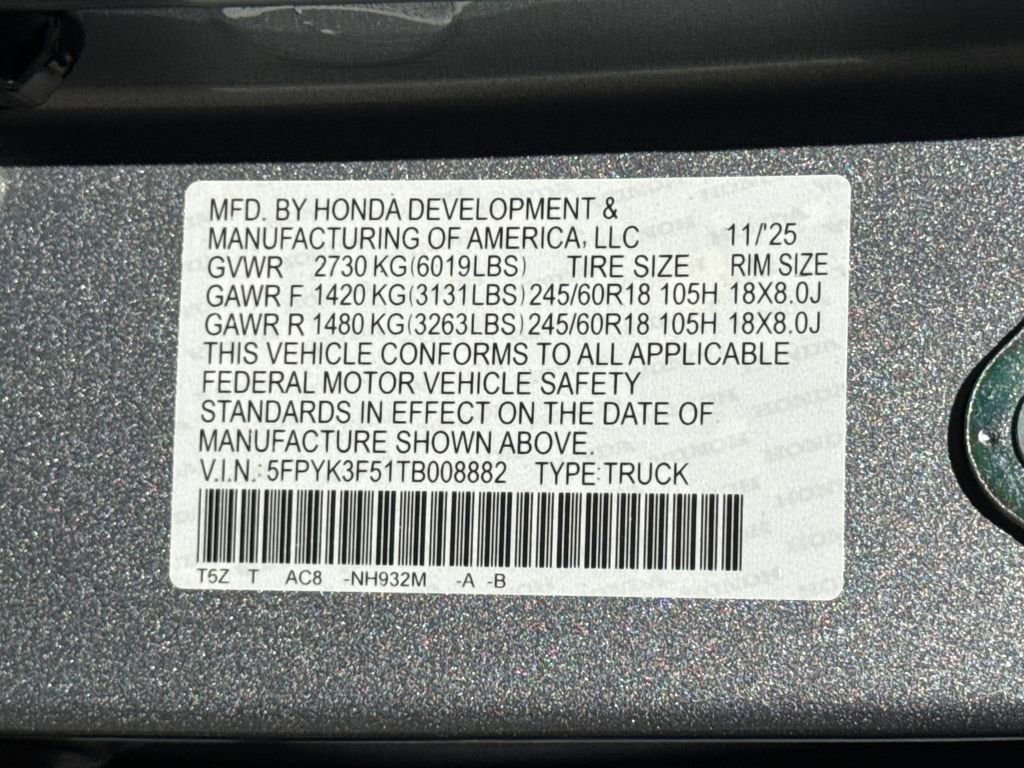 MFD. BY HONDA DEVELOPMENT &
MANUFACTURING OF AMERICA, LLC 11/'25
GVWR 2730 KG(6019LBS) TIRE SIZE RIM SIZE
GAWR F 1420 KG(3131LBS) 245/60R18 105H 18X8.0J
GAWR R 1480 KG(3263LBS) 245/60R18 105H 18X8.0J
THIS VEHICLE CONFORMS TO ALL APPLICABLE
FEDERAL MOTOR VEHICLE SAFETY
STANDARDS IN EFFECT ON THE DATE OF
MANUFACTURE SHOWN ABOVE.
V.I.N.: 5FPYK3F51TB008882 TYPE:TRUCK
T5Z T AC8 -NH932M -A -B